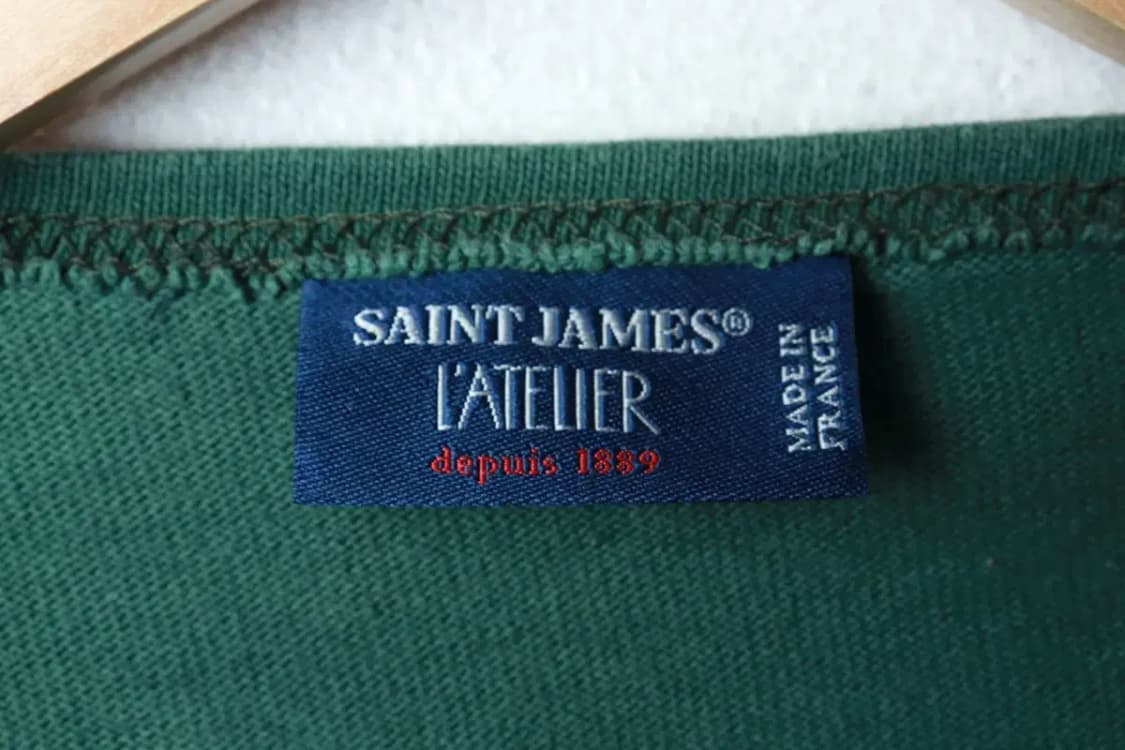 SAINT JAMES®
L'ATELIER
depuis 1889
MADE IN
FRANCE